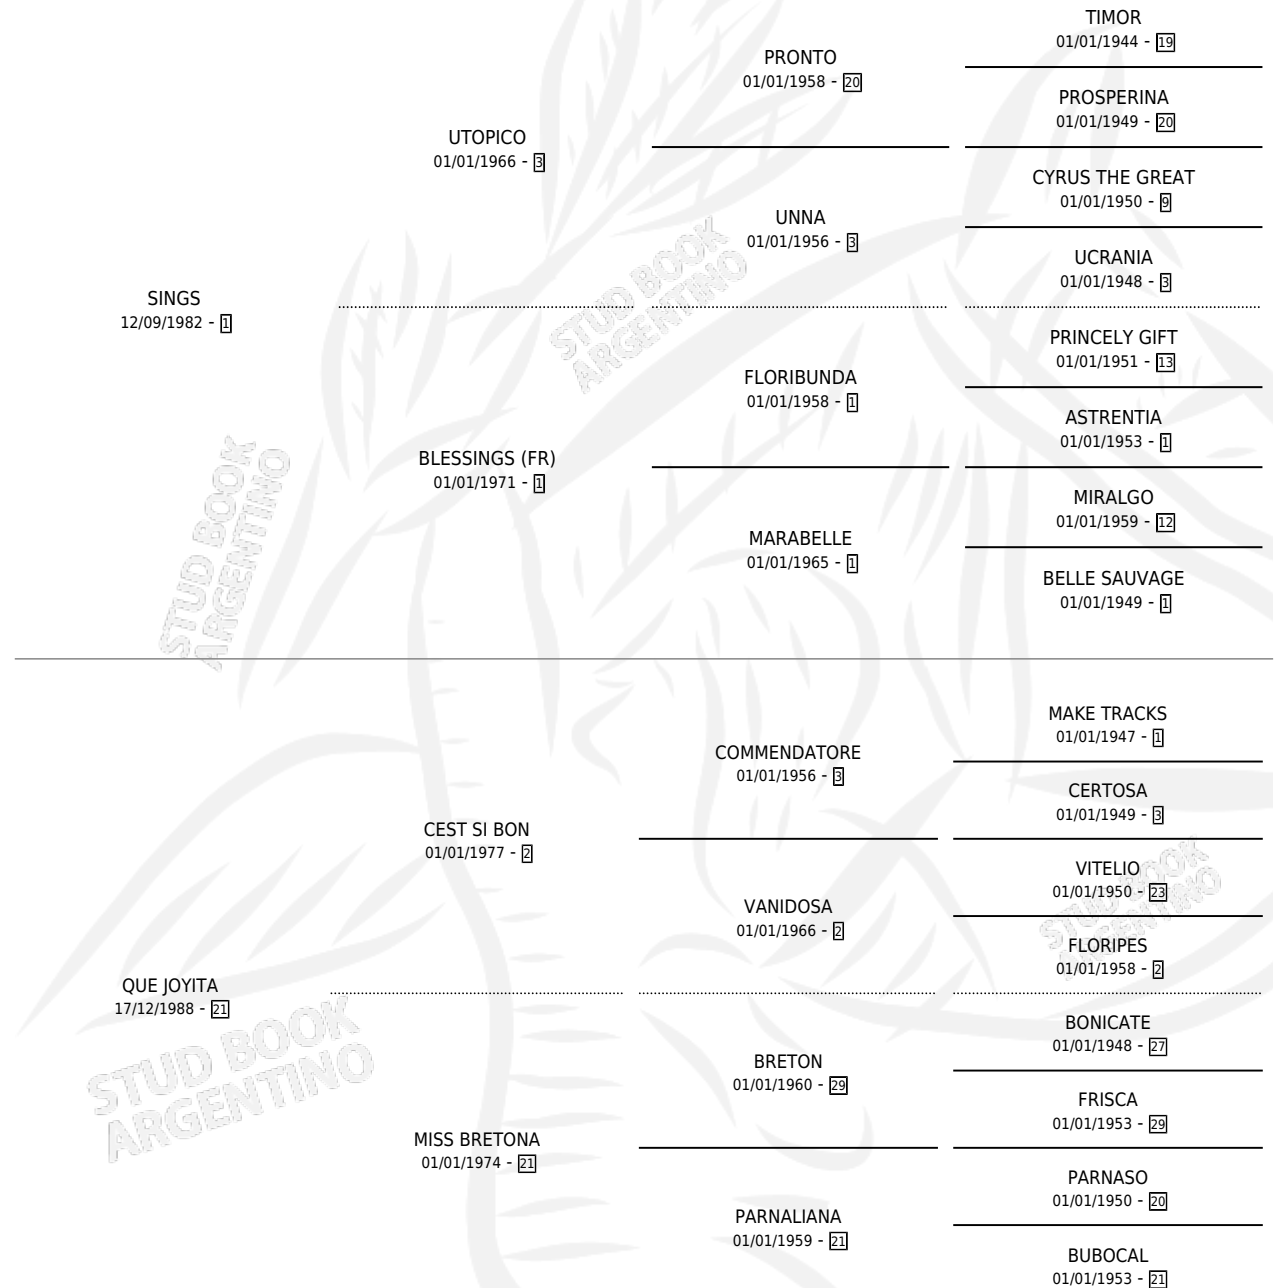 TIMOR
01/01/1944 - 19
PRONTO
01/01/1958 - 20
PROSPERINA
01/01/1949 - 20
UTOPICO
01/01/1966 - 3
CYRUS THE GREAT
01/01/1950 - 9
UNNA
01/01/1956 - 3
UCRANIA
01/01/1948 - 3
SINGS
12/09/1982 - 1
PRINCELY GIFT
01/01/1951 - 13
FLORIBUNDA
01/01/1958 - 1
ASTRENTIA
01/01/1953 - 1
BLESSINGS (FR)
01/01/1971 - 1
MIRALGO
01/01/1959 - 12
MARABELLE
01/01/1965 - 1
BELLE SAUVAGE
01/01/1949 - 1
STUD BOOK
ARGENTINO
STUD BOOK
ARGENTINO
MAKE TRACKS
01/01/1947 - 1
COMMENDATORE
01/01/1956 - 3
CERTOSA
01/01/1949 - 3
CEST SI BON
01/01/1977 - 2
VITELIO
01/01/1950 - 23
VANIDOSA
01/01/1966 - 2
FLORIPES
01/01/1958 - 2
STUD BOOK
ARGENTINO
QUE JOYITA
17/12/1988 - 21
BONICATE
01/01/1948 - 27
BRETON
01/01/1960 - 29
FRISCA
01/01/1953 - 29
MISS BRETONA
01/01/1974 - 21
PARNASO
01/01/1950 - 20
PARNALIANA
01/01/1959 - 21
BUBOCAL
01/01/1953 - 21
STUD BOOK
ARGENTINO